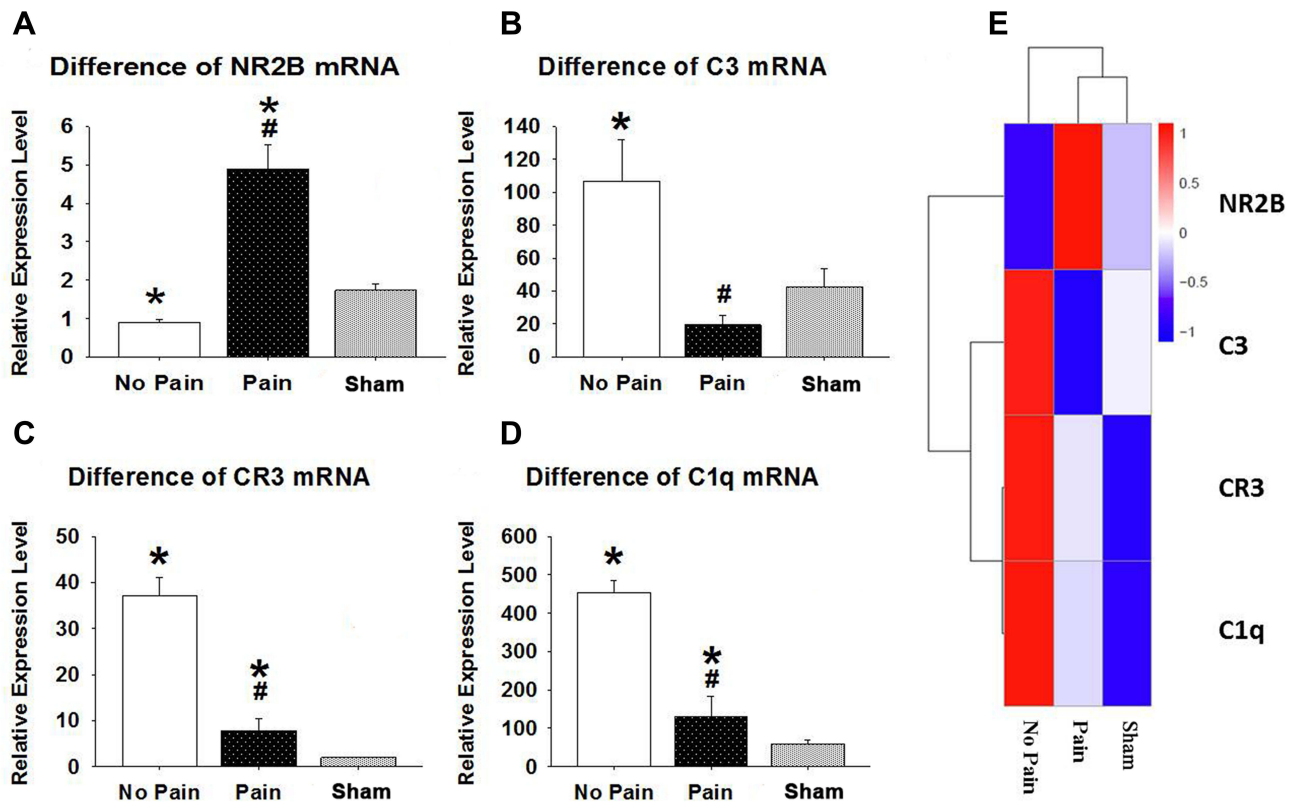 A
Difference of NR2B mRNA
Relative Expression Level
6
5
4
3
2
1
0
*
*
#
No Pain Pain Sham
B
Difference of C3 mRNA
Relative Expression Level
140
120
100
80
60
40
20
0
*
#
No Pain Pain Sham
C
Difference of CR3 mRNA
Relative Expression Level
50
40
30
20
10
0
*
*
#
No Pain Pain Sham
D
Difference of C1q mRNA
Relative Expression Level
600
500
400
300
200
100
0
*
*
#
No Pain Pain Sham
E
1
0.5
0
−0.5
−1
NR2B
C3
CR3
C1q
No Pain
Pain
Sham